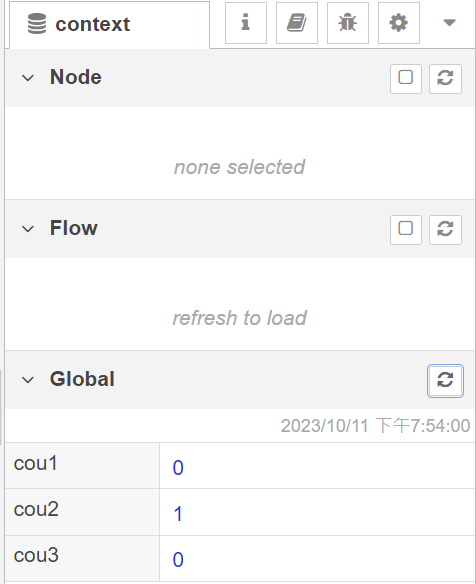 context
Node
none selected
Flow
refresh to load
Global
2023/10/11 下午7:54:00
cou1 0
cou2 1
cou3 0